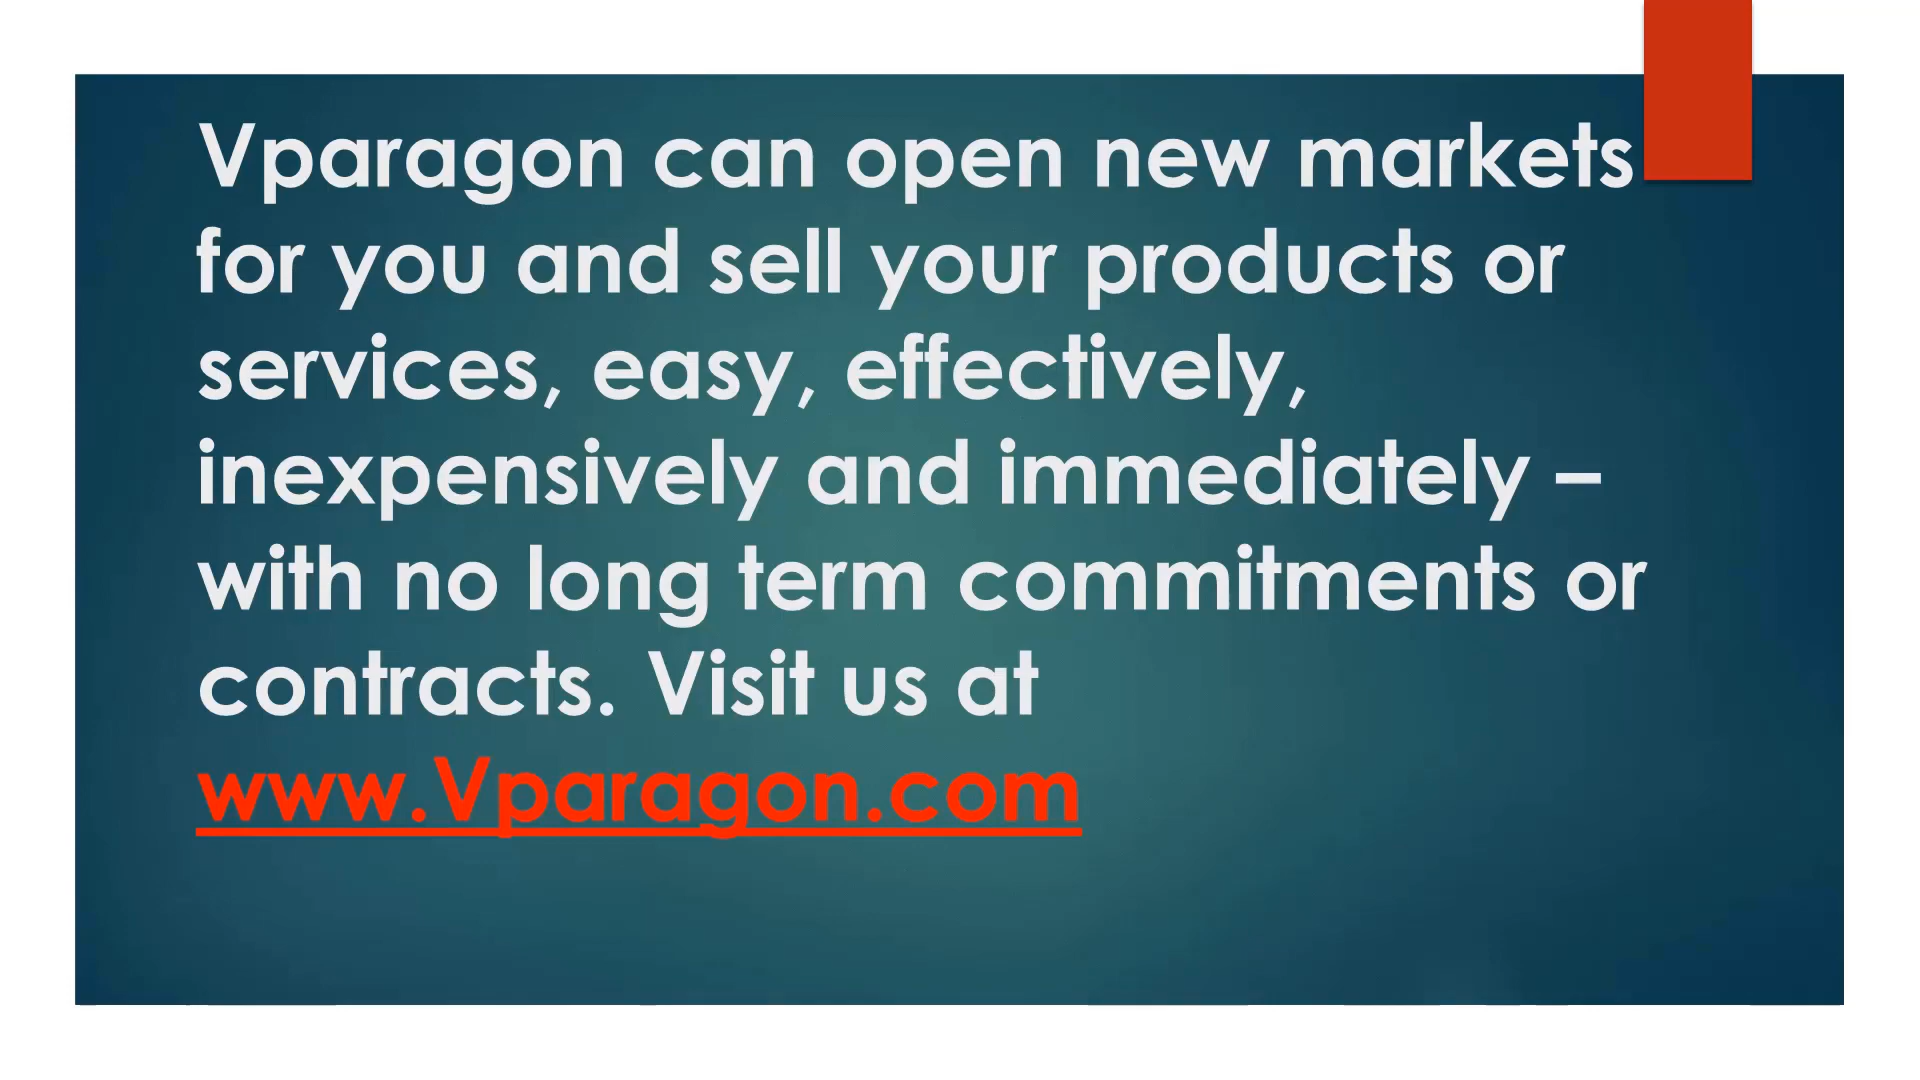 Vparagon can open new markets
for you and sell your products or
services, easy, effectively,
inexpensively and immediately –
with no long term commitments or
contracts. Visit us at
www.Vparagon.com